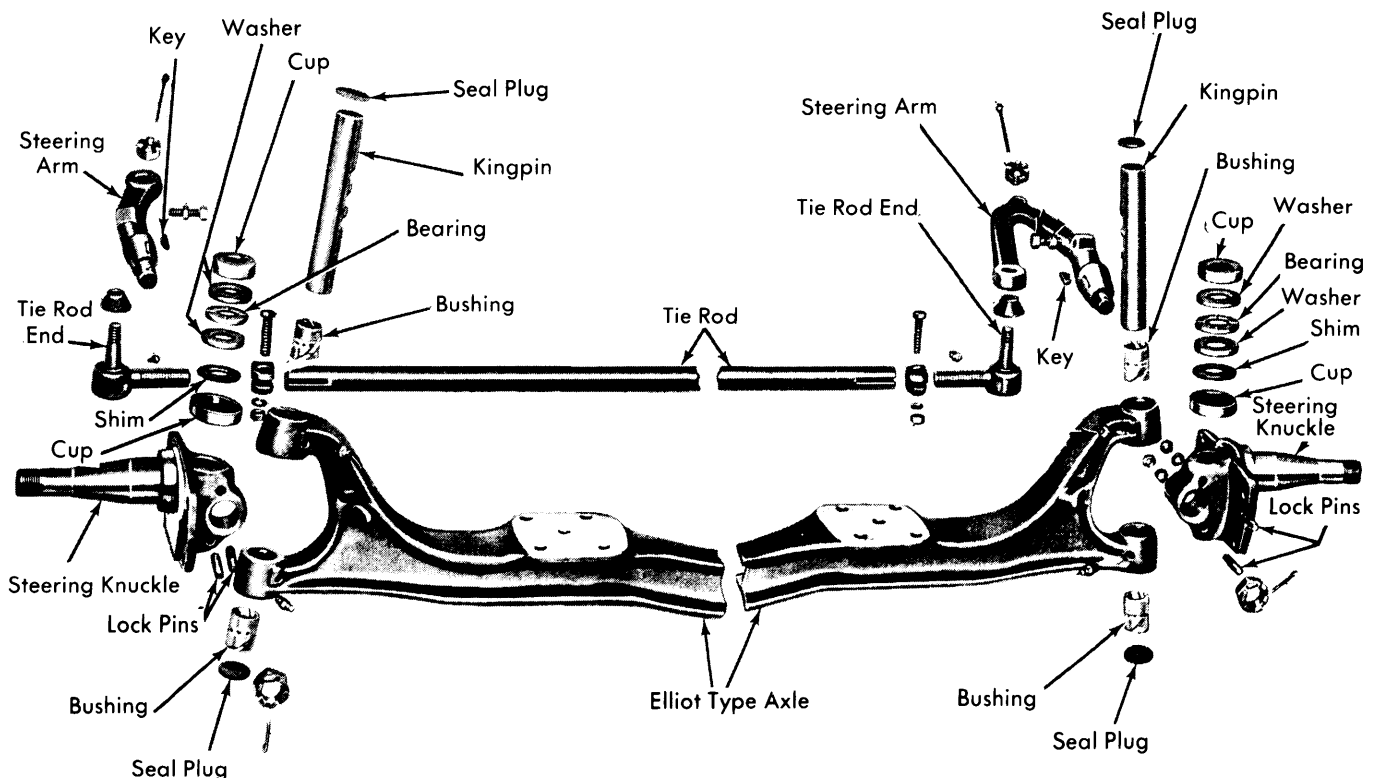 Washer
Key
Cup
Seal Plug
Steering
Arm
Kingpin
Bearing
Tie Rod
End
Bushing
Shim
Cup
Steering Knuckle
Lock Pins
Bushing
Seal Plug
Tie Rod
Elliot Type Axle
Seal Plug
Steering Arm
Kingpin
Bushing
Tie Rod End
Cup
Washer
Bearing
Washer
Shim
Key
Cup
Steering
Knuckle
Lock Pins
Bushing
Seal Plug